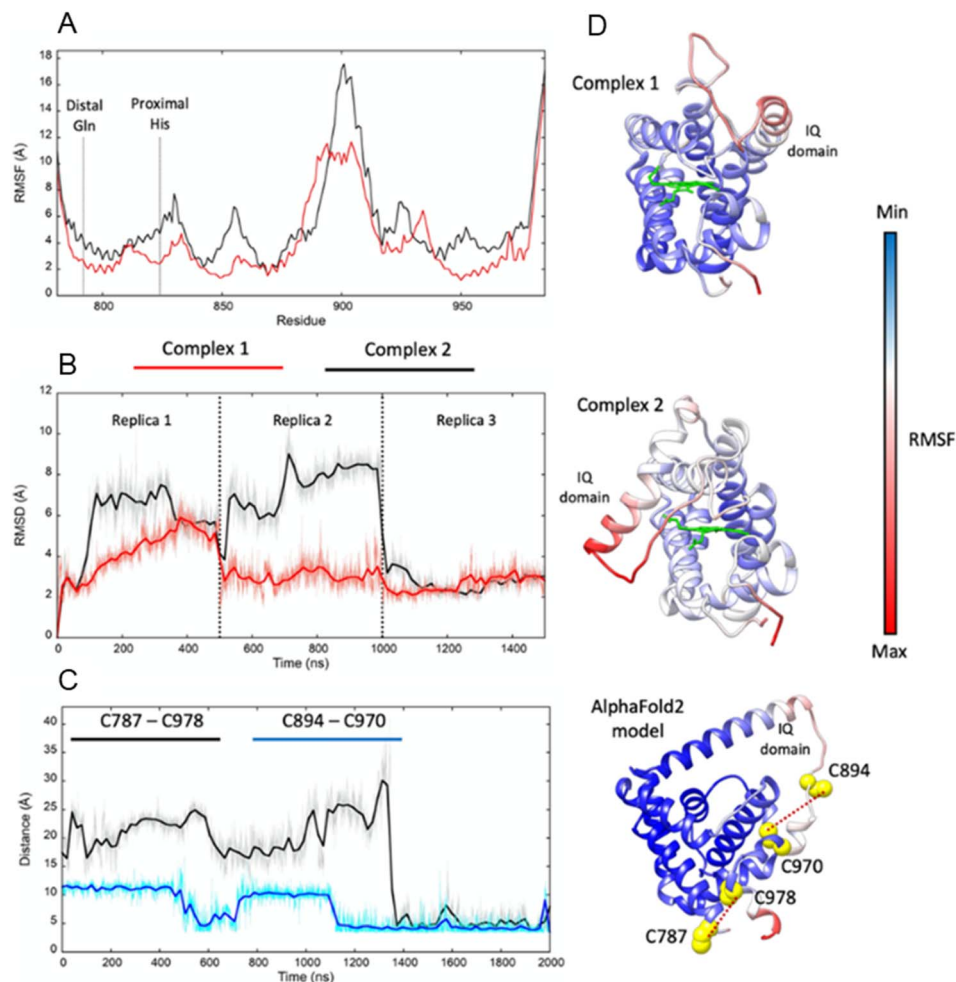 A
18
16
14
12
10
8
6
4
2
0
RMSF (Å)
Distal
Gln
Proximal
His
800
850
900
950
Residue
Complex 1
Complex 2
B
12
10
8
6
4
2
0
RMSD (Å)
Replica 1
Replica 2
Replica 3
0
200
400
600
800
1000
1200
1400
Time (ns)
C
40
35
30
25
20
15
10
5
0
Distance (Å)
C787 – C978
C894 – C970
0
200
400
600
800
1000
1200
1400
1600
1800
2000
Time (ns)
D
Complex 1
IQ
domain
Complex 2
IQ
domain
Min
RMSF
Max
AlphaFold2
model
IQ
domain
C894
C970
C978
C787